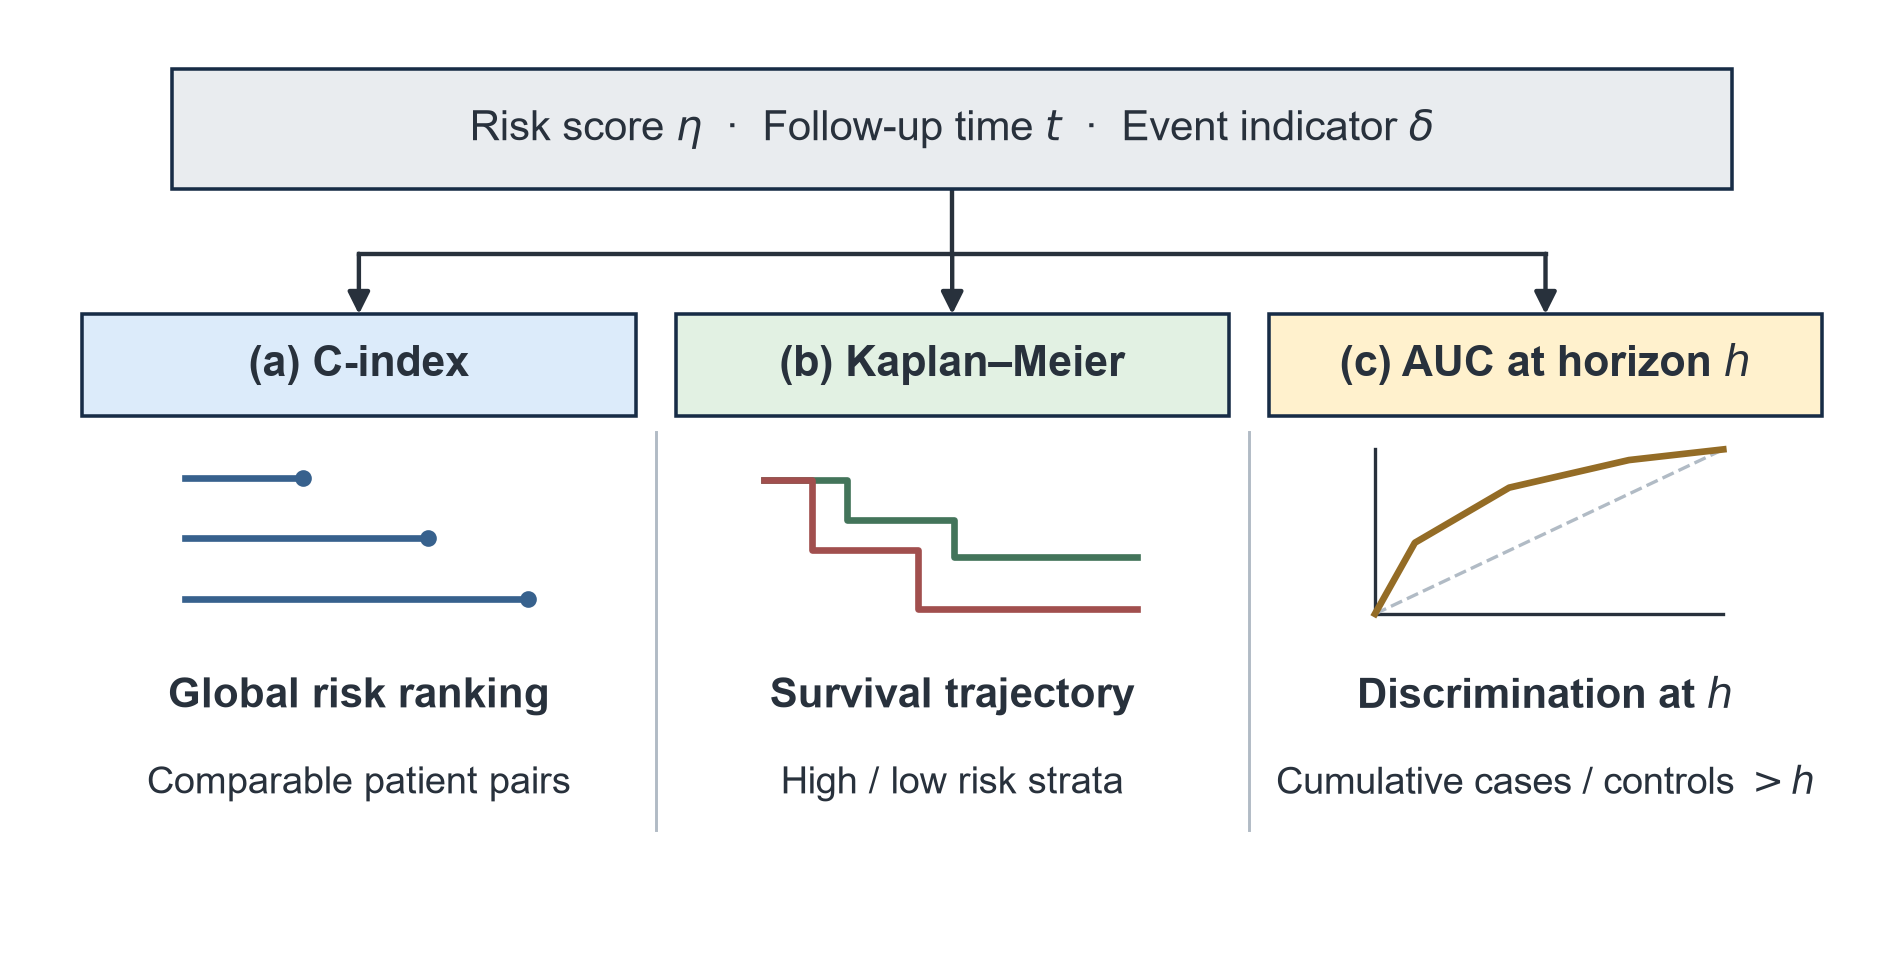 Risk score η · Follow-up time t · Event indicator δ
(a) C-index
(b) Kaplan–Meier
(c) AUC at horizon h
Global risk ranking
Survival trajectory
Discrimination at h
Comparable patient pairs
High / low risk strata
Cumulative cases / controls > h